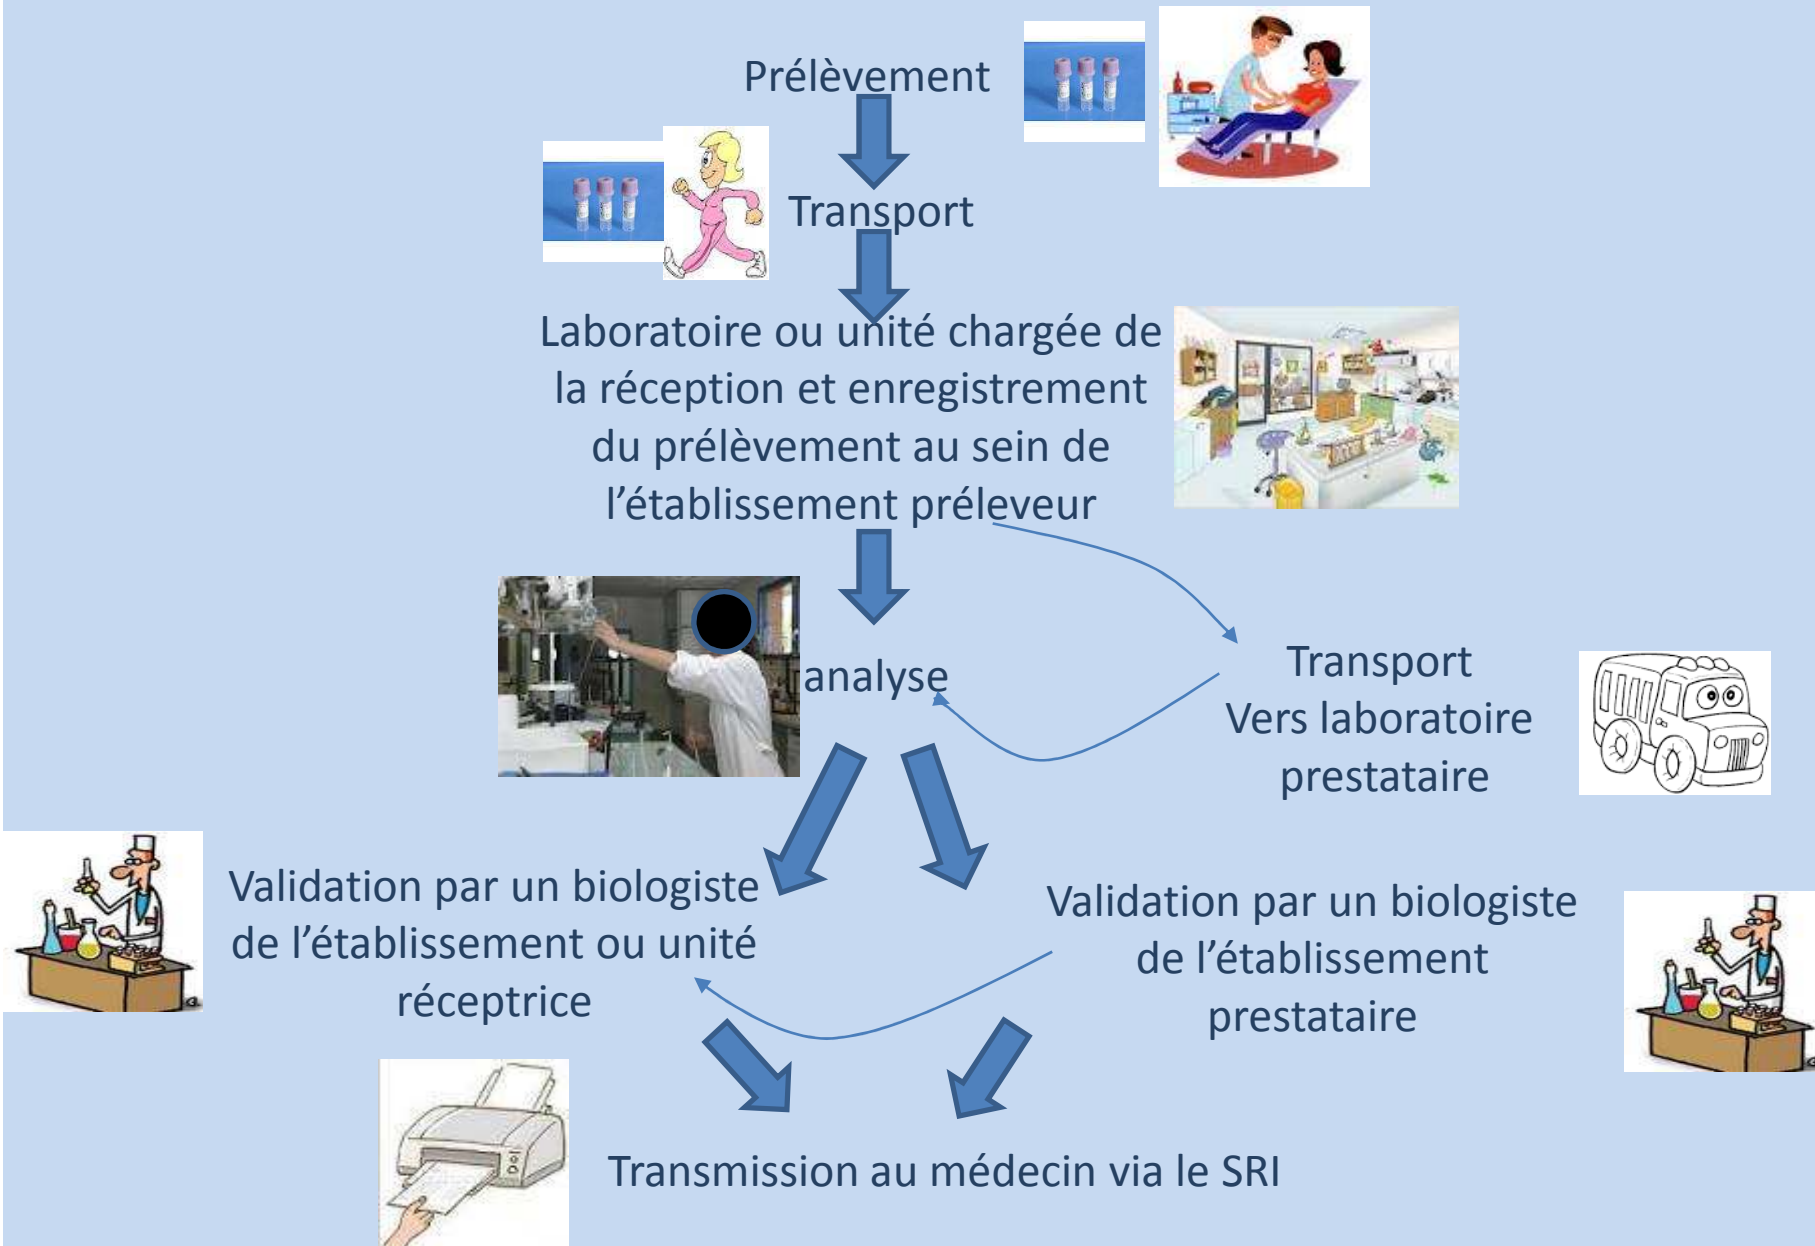 Prélèvement
Transport
Laboratoire ou unité chargée de
la réception et enregistrement
du prélèvement au sein de
l'établissement préleveur
analyse
Transport
Vers laboratoire
prestataire
Validation par un biologiste
de l'établissement ou unité
réceptrice
Validation par un biologiste
de l'établissement
prestataire
Transmission au médecin via le SRI